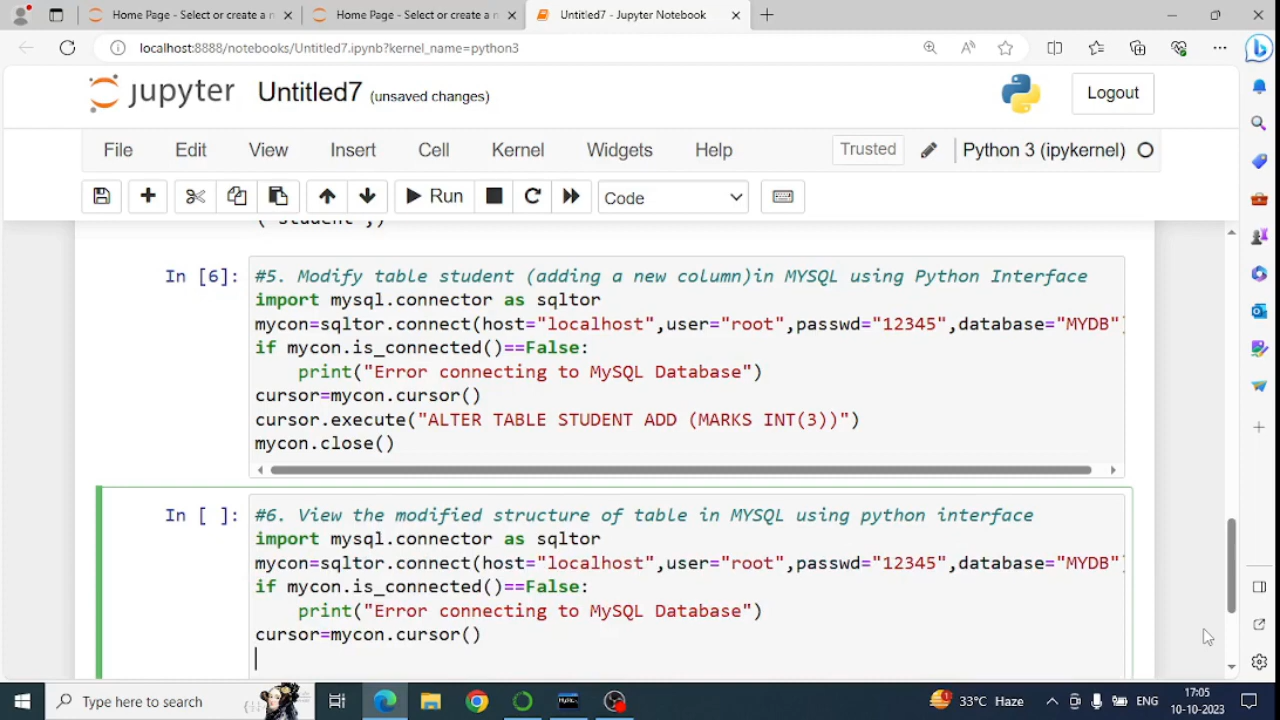 Home Page - Select or create a n
Home Page - Select or create a n
Untitled7 - Jupyter Notebook
localhost:8888/notebooks/Untitled7.ipynb?kernel_name=python3
jupyter Untitled7 (unsaved changes)
Logout
File Edit View Insert Cell Kernel Widgets Help
Trusted
Python 3 (ipykernel)
Run
Code
('student',)
In [6]:
#5. Modify table student (adding a new column)in MYSQL using Python Interface
import mysql.connector as sqltor
mycon=sqltor.connect(host="localhost",user="root",passwd="12345",database="MYDB")
if mycon.is_connected()==False:
    print("Error connecting to MySQL Database")
cursor=mycon.cursor()
cursor.execute("ALTER TABLE STUDENT ADD (MARKS INT(3))")
mycon.close()
In [ ]:
#6. View the modified structure of table in MYSQL using python interface
import mysql.connector as sqltor
mycon=sqltor.connect(host="localhost",user="root",passwd="12345",database="MYDB")
if mycon.is_connected()==False:
    print("Error connecting to MySQL Database")
cursor=mycon.cursor()
Type here to search
33°C Haze
ENG
17:05
10-10-2023